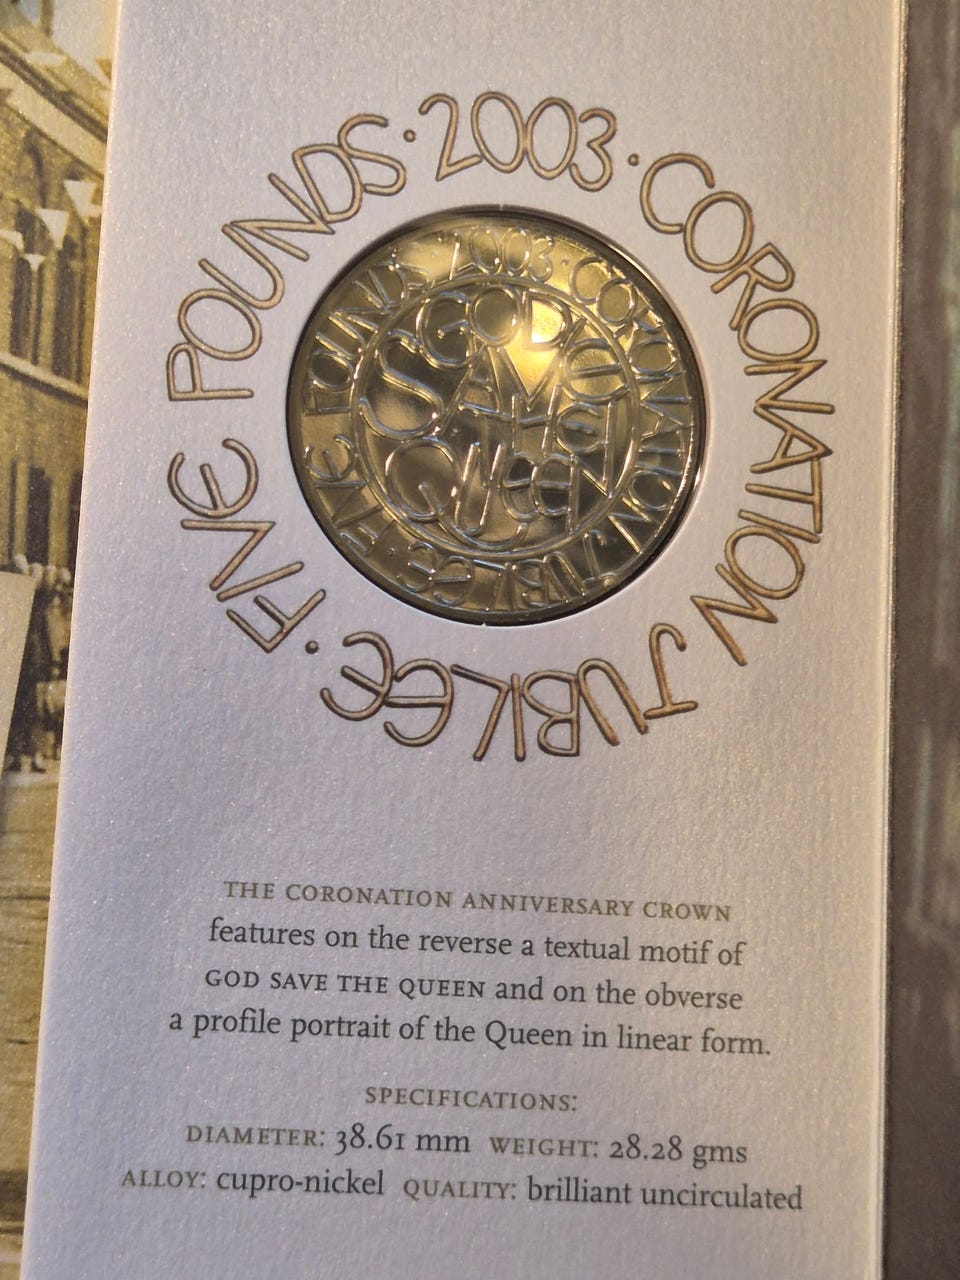 FIVE POUNDS · 2003 · CORONATION JUBILEE ·
FIVE POUNDS · 2003 · CORONATION JUBILEE ·
GOD
SAVE
THE
QUEEN
THE CORONATION ANNIVERSARY CROWN
features on the reverse a textual motif of
GOD SAVE THE QUEEN and on the obverse
a profile portrait of the Queen in linear form.
SPECIFICATIONS:
DIAMETER: 38.61 mm WEIGHT: 28.28 gms
ALLOY: cupro-nickel QUALITY: brilliant uncirculated